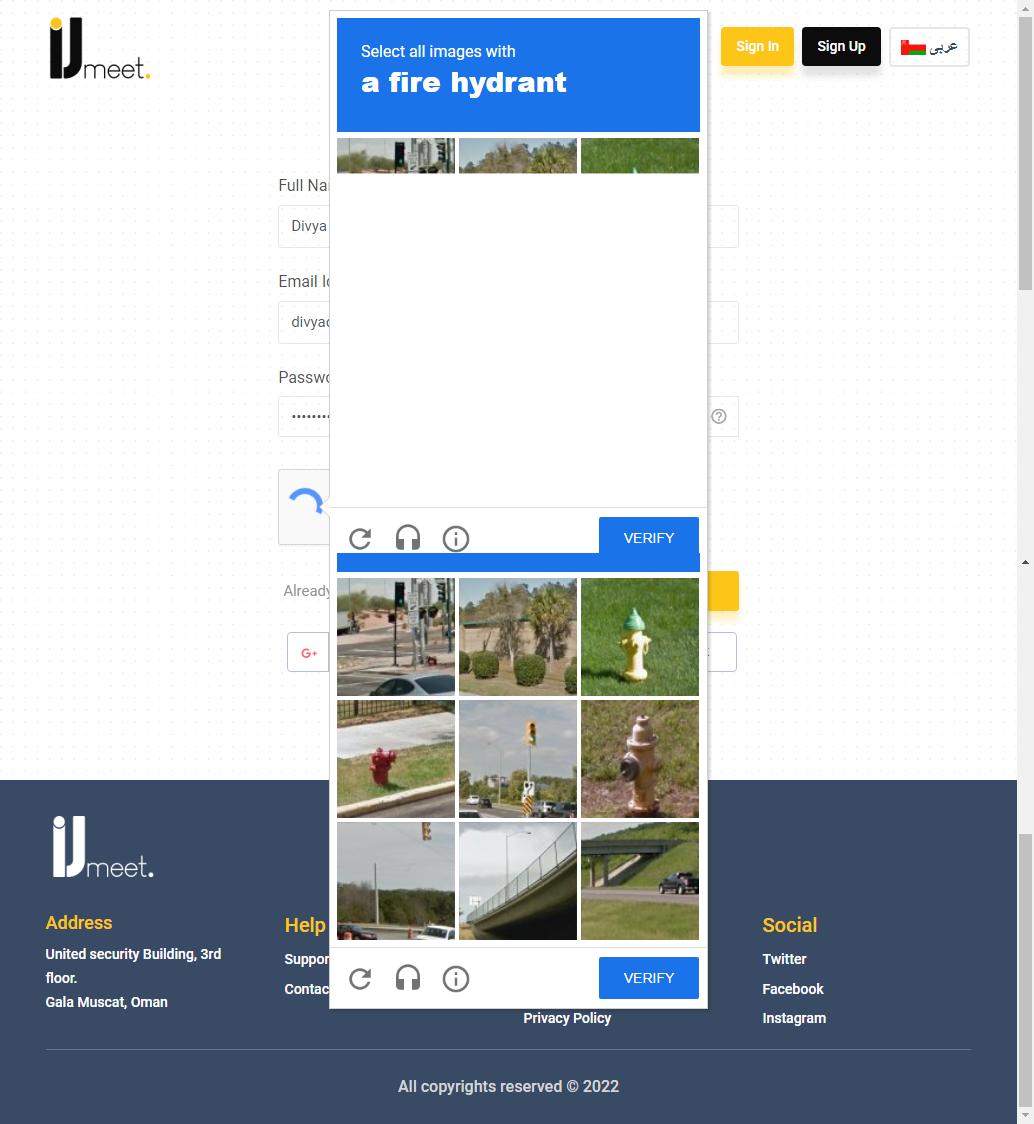 iJmeet.
Sign In
Sign Up
عربى
Select all images with
a fire hydrant
Full Na
Divya
Email Id
Passwo
••••••••
VERIFY
Already
G+
VERIFY
iJmeet.
Address
United security Building, 3rd
floor.
Gala Muscat, Oman
Help
Suppor
Contac
Privacy Policy
Social
Twitter
Facebook
Instagram
All copyrights reserved © 2022